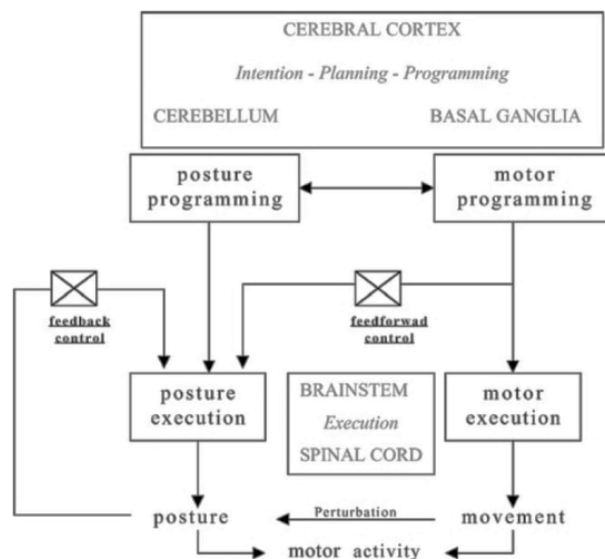 CEREBRAL CORTEX
Intention - Planning - Programming
CEREBELLUM
BASAL GANGLIA
posture
programming
motor
programming
feedback
control
feedforwad
control
posture
execution
BRAINSTEM
Execution
SPINAL CORD
motor
execution
posture
Perturbation
movement
motor activity